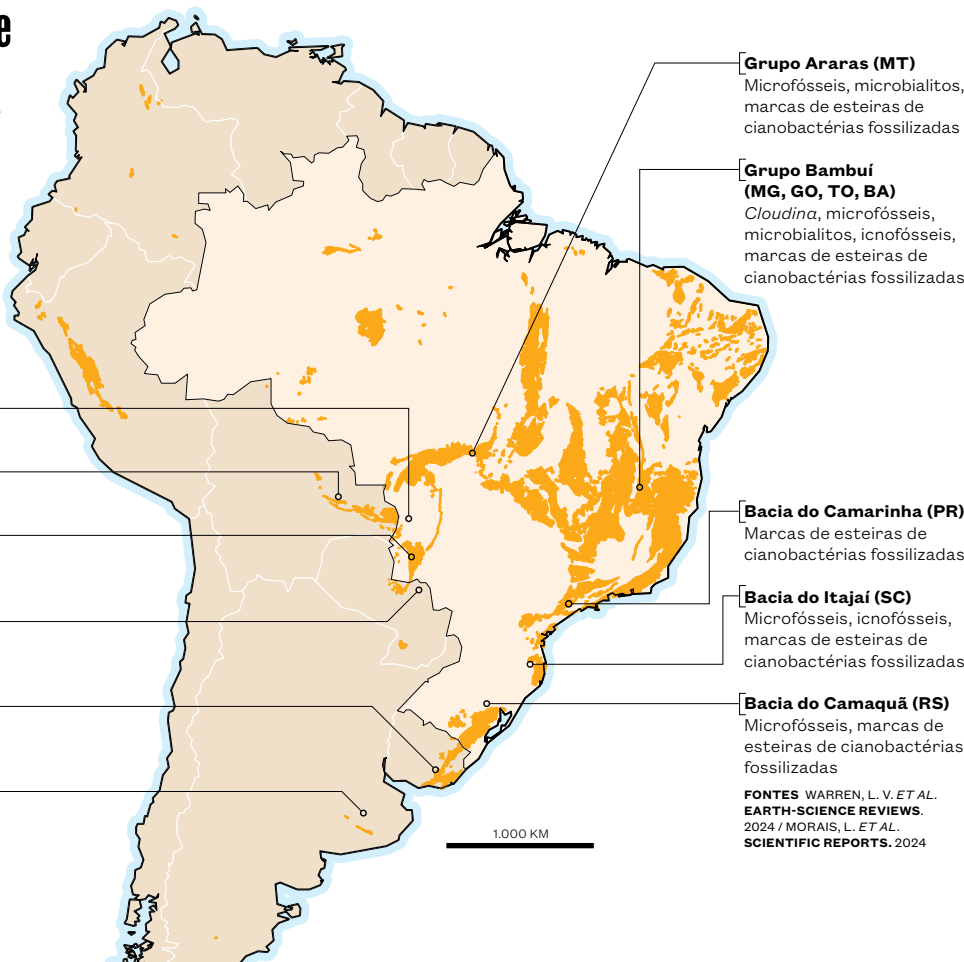 e
Grupo Araras (MT)
Microfósseis, microbialitos,
marcas de esteiras de
cianobactérias fossilizadas
Grupo Bambuí
(MG, GO, TO, BA)
Cloudina, microfósseis,
microbialitos, icnofósseis,
marcas de esteiras de
cianobactérias fossilizadas
Bacia do Camarinha (PR)
Marcas de esteiras de
cianobactérias fossilizadas
Bacia do Itajaí (SC)
Microfósseis, icnofósseis,
marcas de esteiras de
cianobactérias fossilizadas
Bacia do Camaquã (RS)
Microfósseis, marcas de
esteiras de cianobactérias
fossilizadas
FONTES WARREN, L. V. ET AL.
EARTH-SCIENCE REVIEWS.
2024 / MORAIS, L. ET AL.
SCIENTIFIC REPORTS. 2024
1.000 KM